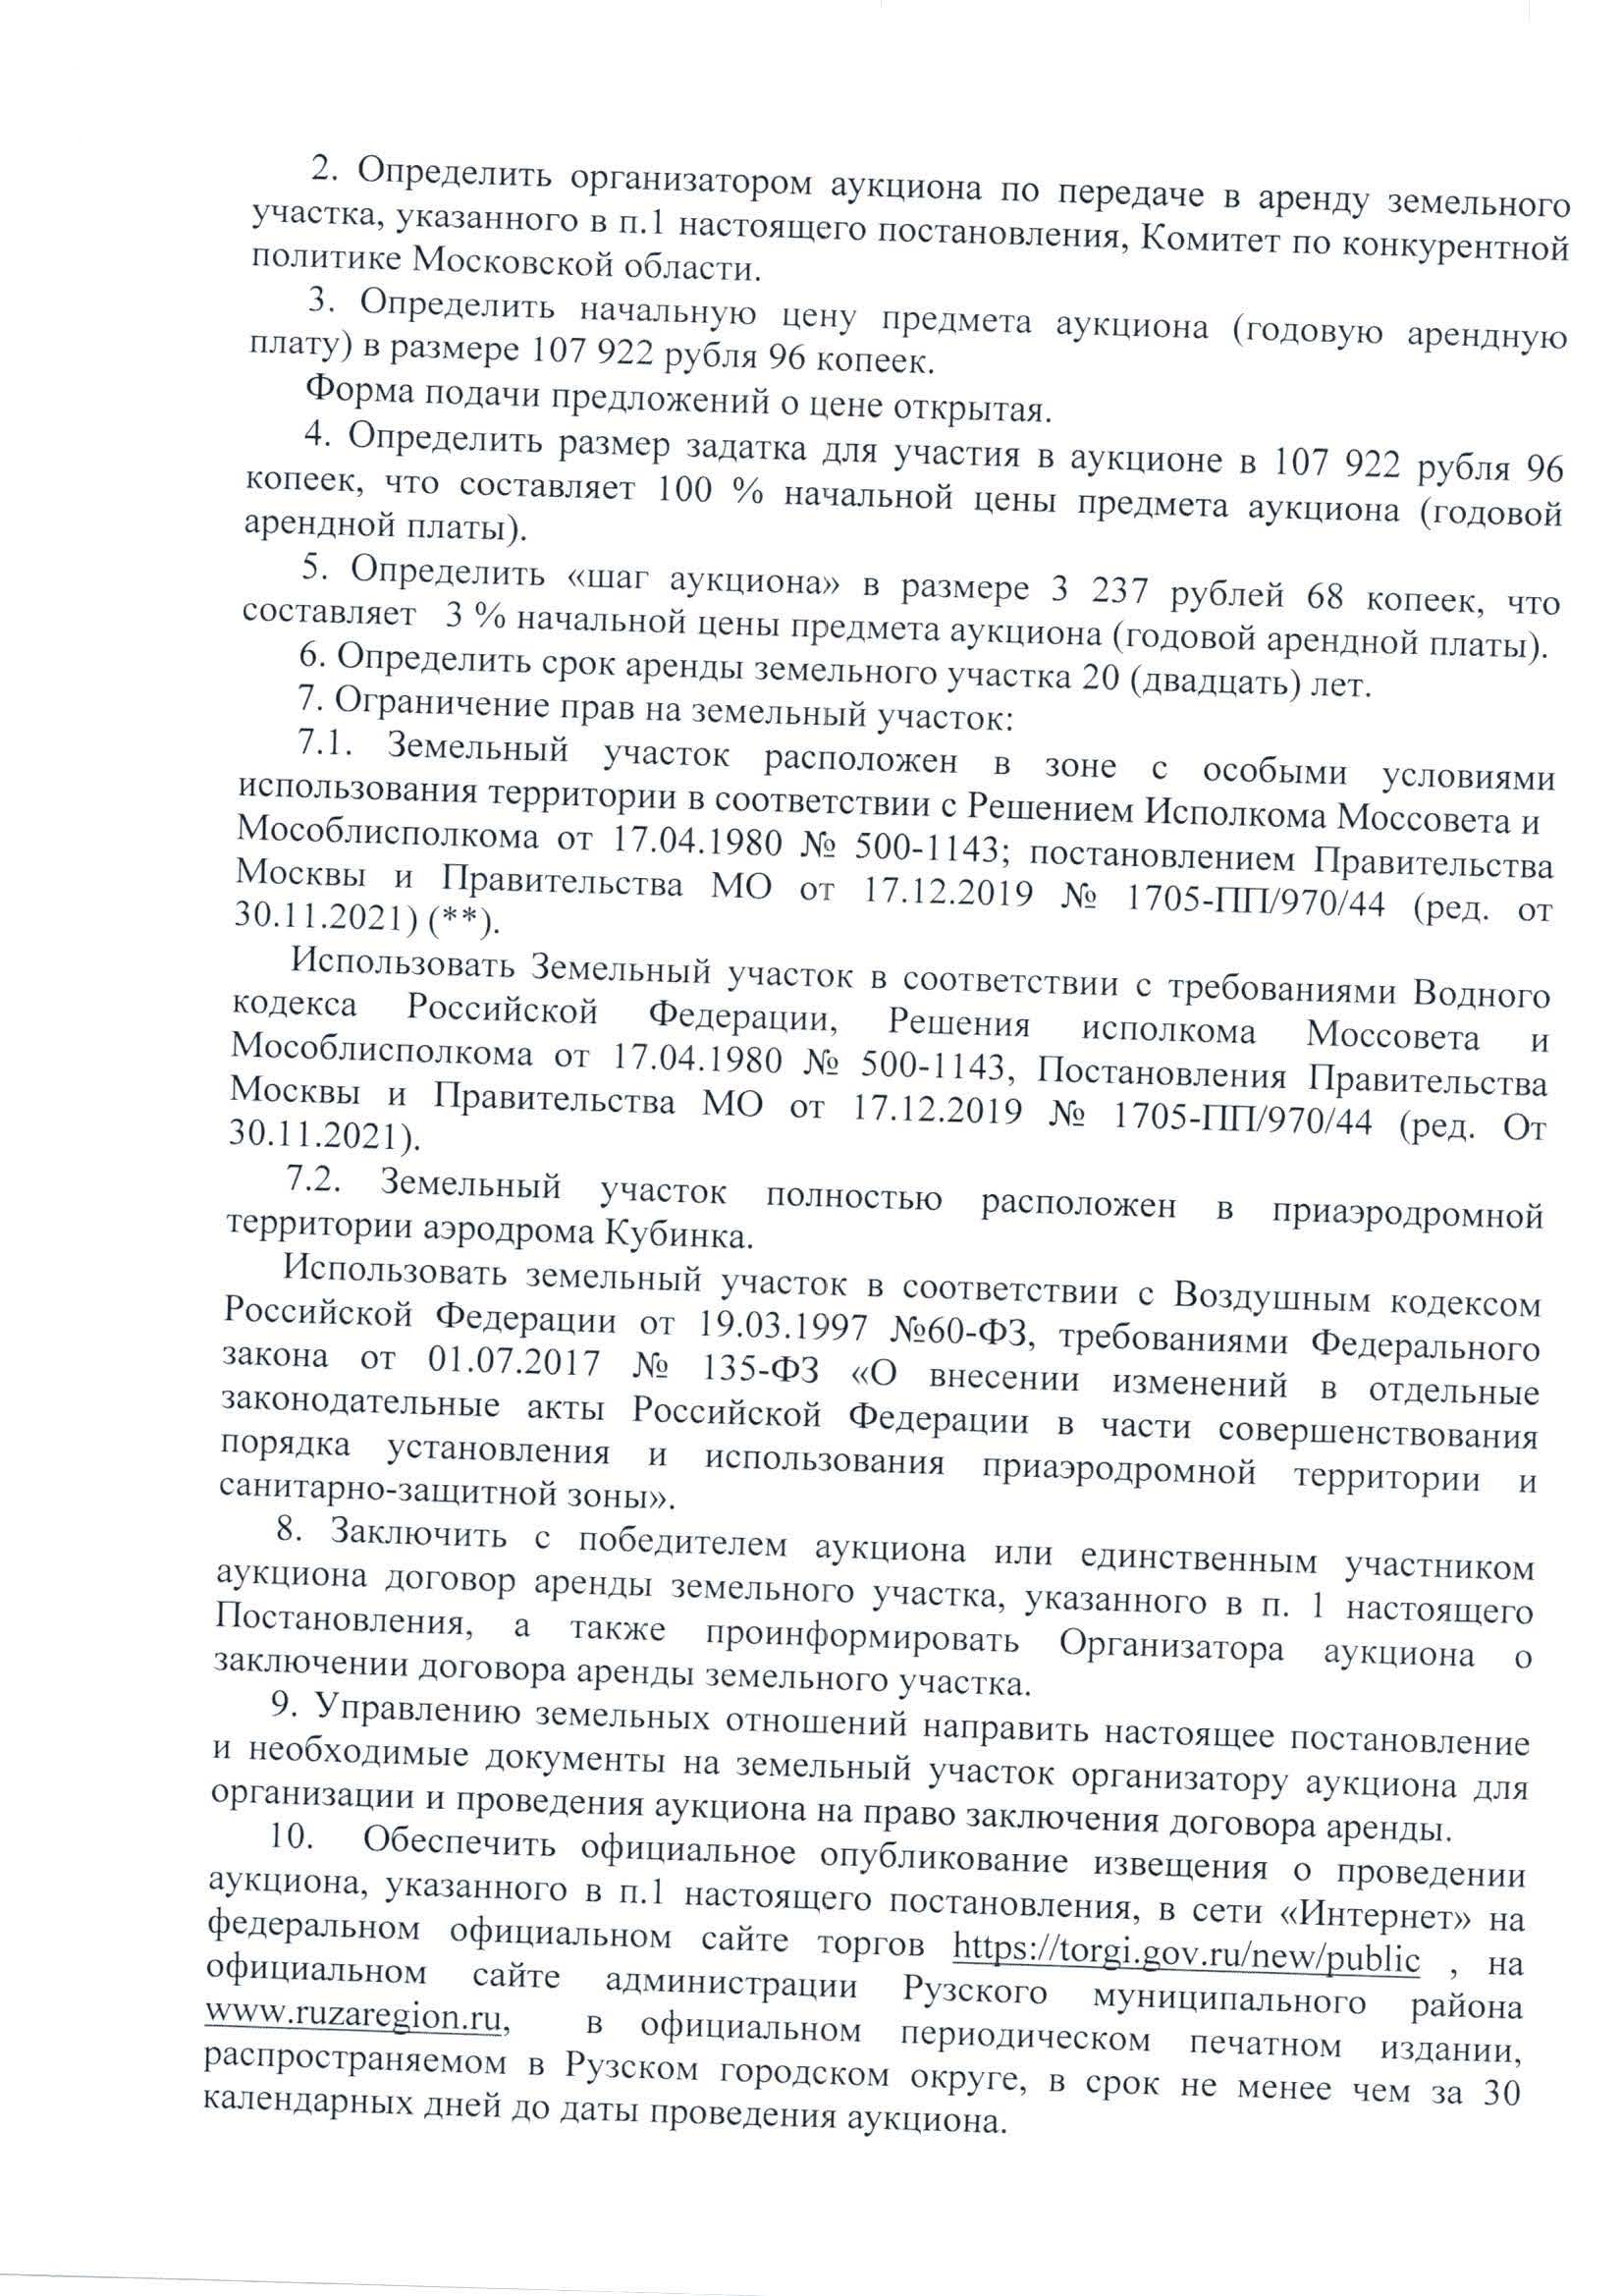 2. Определить организатором аукциона по передаче в аренду земельного
участка, указанного в п.1 настоящего постановления, Комитет по конкурентной
политике Московской области.
3. Определить начальную цену предмета аукциона (годовую арендную
плату) в размере 107 922 рубля 96 копеек.
Форма подачи предложений о цене открытая.
4. Определить размер задатка для участия в аукционе в 107 922 рубля 96
копеек, что составляет 100 % начальной цены предмета аукциона (годовой
арендной платы).
5. Определить «шаг аукциона» в размере 3 237 рублей 68 копеек, что
составляет 3 % начальной цены предмета аукциона (годовой арендной платы).
6. Определить срок аренды земельного участка 20 (двадцать) лет.
7. Ограничение прав на земельный участок:
7.1. Земельный участок расположен в зоне с особыми условиями
использования территории в соответствии с Решением Исполкома Моссовета и
Мособлисполкома от 17.04.1980 № 500-1143; постановлением Правительства
Москвы и Правительства МО от 17.12.2019 № 1705-ПП/970/44 (ред. от
30.11.2021) (**).
Использовать Земельный участок в соответствии с требованиями Водного
кодекса Российской Федерации, Решения исполкома Моссовета и
Мособлисполкома от 17.04.1980 № 500-1143, Постановления Правительства
Москвы и Правительства МО от 17.12.2019 № 1705-ПП/970/44 (ред. От
30.11.2021).
7.2. Земельный участок полностью расположен в приаэродромной
территории аэродрома Кубинка.
Использовать земельный участок в соответствии с Воздушным кодексом
Российской Федерации от 19.03.1997 №60-ФЗ, требованиями Федерального
закона от 01.07.2017 № 135-ФЗ «О внесении изменений в отдельные
законодательные акты Российской Федерации в части совершенствования
порядка установления и использования приаэродромной территории и
санитарно-защитной зоны».
8. Заключить с победителем аукциона или единственным участником
аукциона договор аренды земельного участка, указанного в п. 1 настоящего
Постановления, а также проинформировать Организатора аукциона о
заключении договора аренды земельного участка.
9. Управлению земельных отношений направить настоящее постановление
и необходимые документы на земельный участок организатору аукциона для
организации и проведения аукциона на право заключения договора аренды.
10. Обеспечить официальное опубликование извещения о проведении
аукциона, указанного в п.1 настоящего постановления, в сети «Интернет» на
федеральном официальном сайте торгов https://torgi.gov.ru/new/public , на
официальном сайте администрации Рузского муниципального района
www.ruzaregion.ru, в официальном периодическом печатном издании,
распространяемом в Рузском городском округе, в срок не менее чем за 30
календарных дней до даты проведения аукциона.